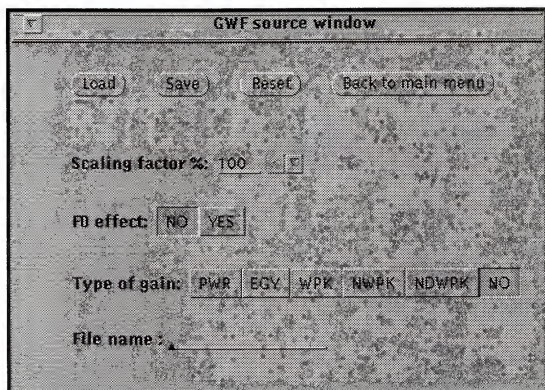 GWF source window
Load Save Reset Back to main menu
Scaling factor %: 100
FD effect: NO YES
Type of gain: PWR EGY WPK NWPK NDWPK NO
File name :